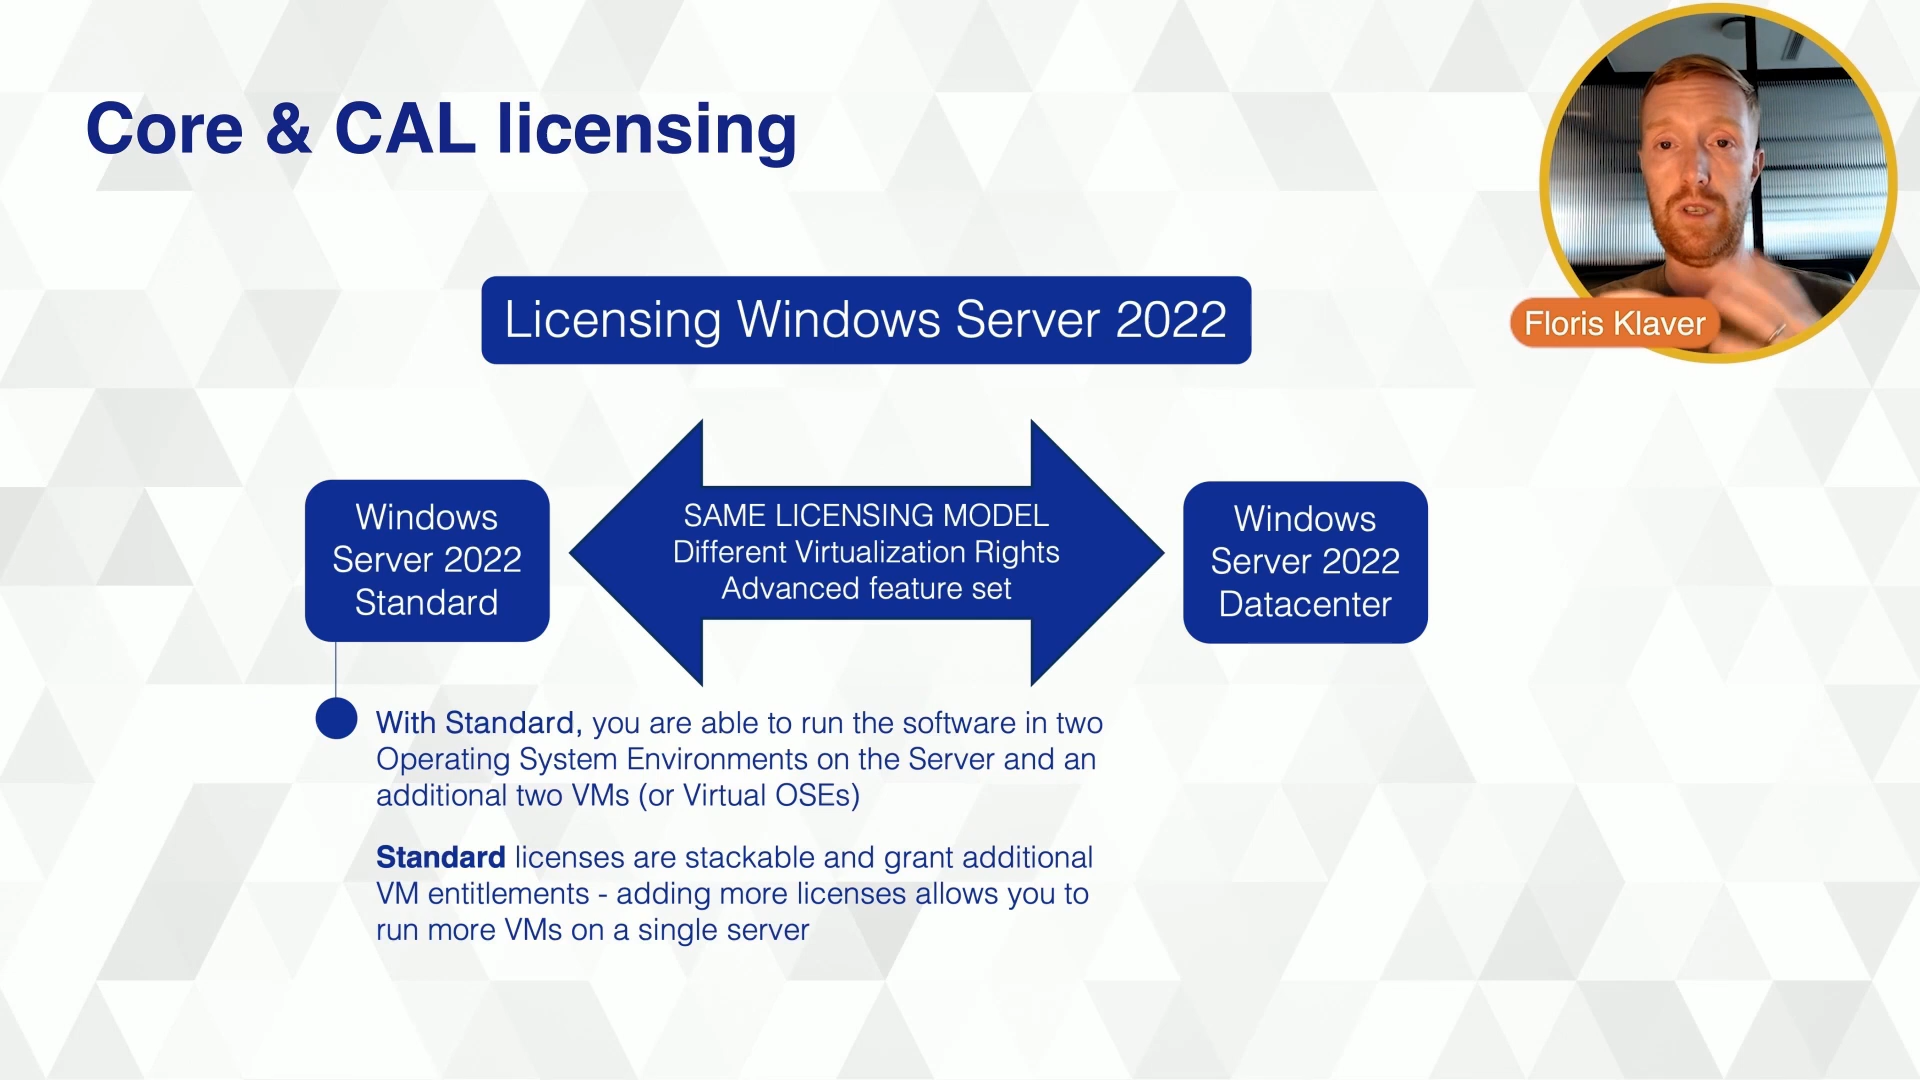 Core & CAL licensing
Floris Klaver
Licensing Windows Server 2022
Windows
Server 2022
Standard
SAME LICENSING MODEL
Different Virtualization Rights
Advanced feature set
Windows
Server 2022
Datacenter
With Standard, you are able to run the software in two
Operating System Environments on the Server and an
additional two VMs (or Virtual OSEs)
Standard licenses are stackable and grant additional
VM entitlements - adding more licenses allows you to
run more VMs on a single server